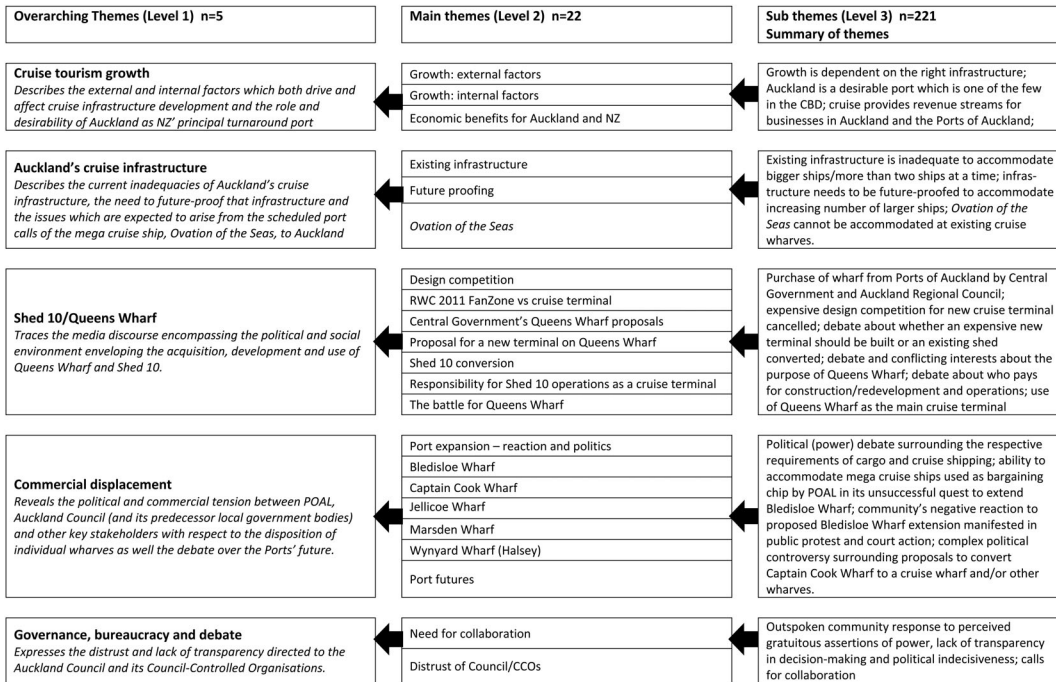 Overarching Themes (Level 1)  n=5
Main themes (Level 2)  n=22
Sub themes (Level 3)  n=221
Summary of themes
Cruise tourism growth
Describes the external and internal factors which both drive and
affect cruise infrastructure development and the role and
desirability of Auckland as NZ’ principal turnaround port
Growth: external factors
Growth: internal factors
Economic benefits for Auckland and NZ
Growth is dependent on the right infrastructure;
Auckland is a desirable port which is one of the few
in the CBD; cruise provides revenue streams for
businesses in Auckland and the Ports of Auckland;
Auckland’s cruise infrastructure
Describes the current inadequacies of Auckland’s cruise
infrastructure, the need to future-proof that infrastructure and
the issues which are expected to arise from the scheduled port
calls of the mega cruise ship, Ovation of the Seas, to Auckland
Existing infrastructure
Future proofing
Ovation of the Seas
Existing infrastructure is inadequate to accommodate
bigger ships/more than two ships at a time; infras-
tructure needs to be future-proofed to accommodate
increasing number of larger ships; Ovation of the
Seas cannot be accommodated at existing cruise
wharves.
Shed 10/Queens Wharf
Traces the media discourse encompassing the political and social
environment enveloping the acquisition, development and use of
Queens Wharf and Shed 10.
Design competition
RWC 2011 FanZone vs cruise terminal
Central Government’s Queens Wharf proposals
Proposal for a new terminal on Queens Wharf
Shed 10 conversion
Responsibility for Shed 10 operations as a cruise terminal
The battle for Queens Wharf
Purchase of wharf from Ports of Auckland by Central
Government and Auckland Regional Council;
expensive design competition for new cruise terminal
cancelled; debate about whether an expensive new
terminal should be built or an existing shed
converted; debate and conflicting interests about the
purpose of Queens Wharf; debate about who pays
for construction/redevelopment and operations; use
of Queens Wharf as the main cruise terminal
Commercial displacement
Reveals the political and commercial tension between POAL,
Auckland Council (and its predecessor local government bodies)
and other key stakeholders with respect to the disposition of
individual wharves as well the debate over the Ports’ future.
Port expansion – reaction and politics
Bledisloe Wharf
Captain Cook Wharf
Jellicoe Wharf
Marsden Wharf
Wynyard Wharf (Halsey)
Port futures
Political (power) debate surrounding the respective
requirements of cargo and cruise shipping; ability to
accommodate mega cruise ships used as bargaining
chip by POAL in its unsuccessful quest to extend
Bledisloe Wharf; community’s negative reaction to
proposed Bledisloe Wharf extension manifested in
public protest and court action; complex political
controversy surrounding proposals to convert
Captain Cook Wharf to a cruise wharf and/or other
wharves.
Governance, bureaucracy and debate
Expresses the distrust and lack of transparency directed to the
Auckland Council and its Council-Controlled Organisations.
Need for collaboration
Distrust of Council/CCOs
Outspoken community response to perceived
gratuitous assertions of power, lack of transparency
in decision-making and political indecisiveness; calls
for collaboration